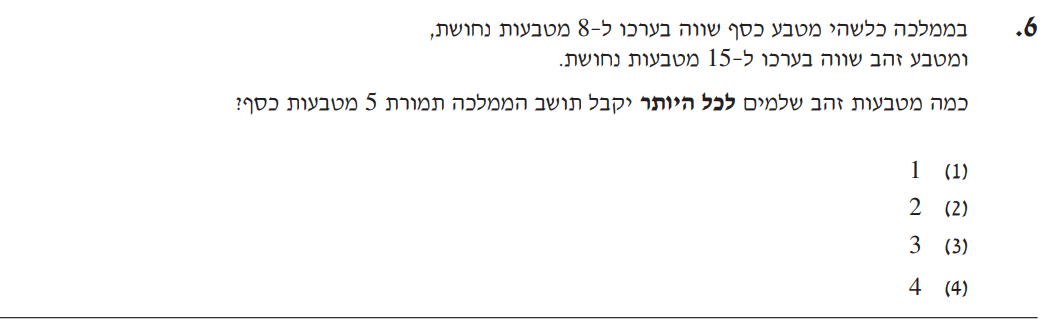 6. בממלכה כלשהי מטבע כסף שווה בערכו ל-8 מטבעות נחושת,
ומטבע זהב שווה בערכו ל-15 מטבעות נחושת.
כמה מטבעות זהב שלמים לכל היותר יקבל תושב הממלכה תמורת 5 מטבעות כסף?
(1) 1
(2) 2
(3) 3
(4) 4